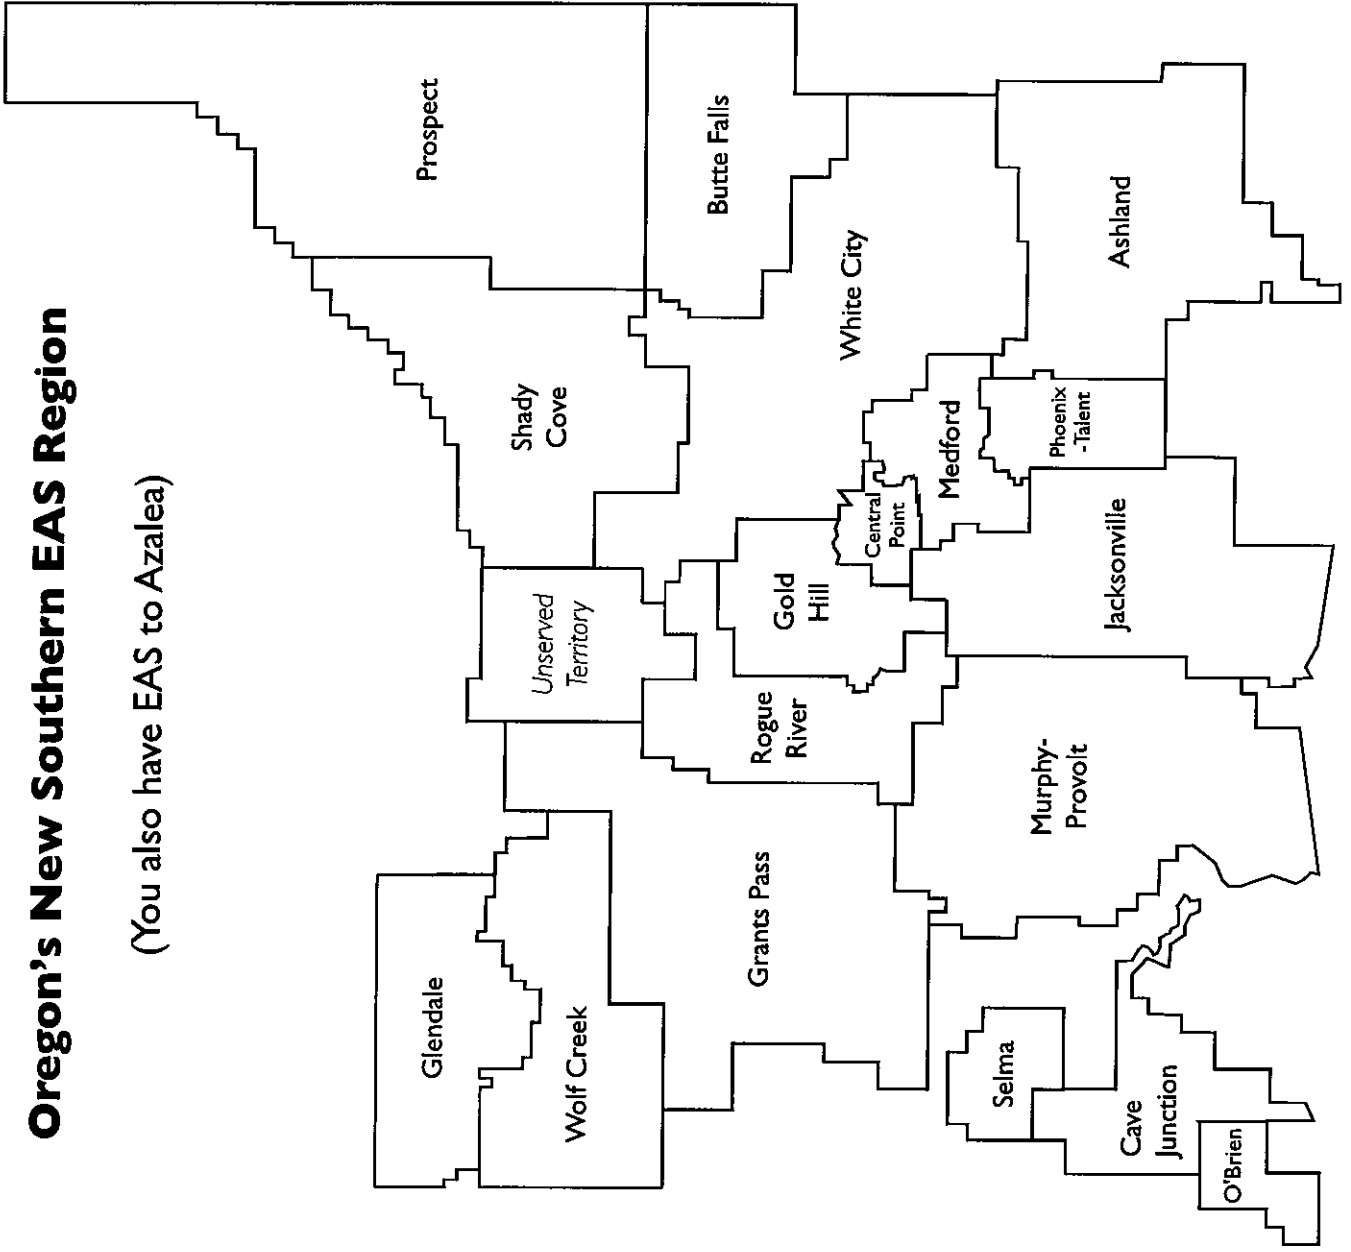 Oregon's New Southern EAS Region
(You also have EAS to Azalea)
Prospect
Butte Falls
Shady
Cove
White City
Ashland
Unserved
Territory
Medford
Phoenix
-Talent
Central
Point
Gold
Hill
Jacksonville
Rogue
River
Glendale
Wolf Creek
Grants Pass
Murphy-
Provolt
Selma
Cave
Junction
O'Brien